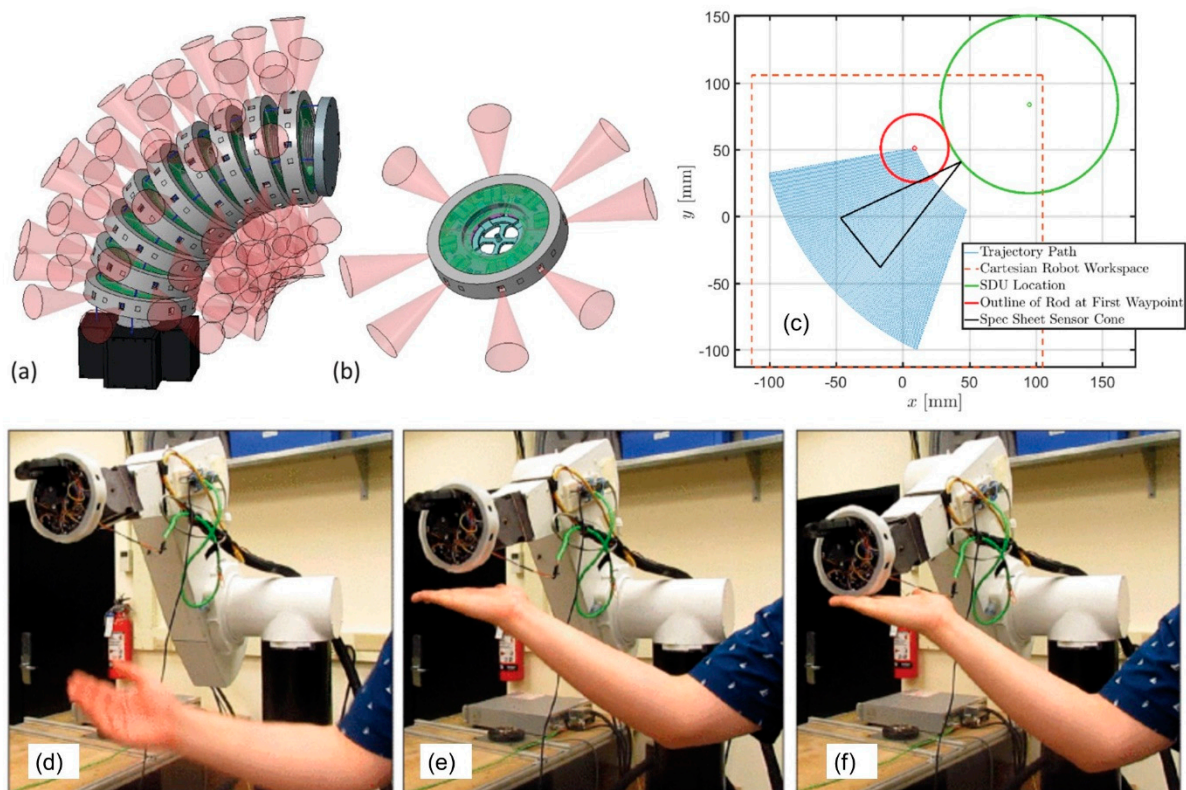 (a)
(b)
150
100
50
0
-50
-100
y [mm]
-100
-50
0
50
100
150
x [mm]
(c)
Trajectory Path
Cartesian Robot Workspace
SDU Location
Outline of Rod at First Waypoint
Spec Sheet Sensor Cone
(d)
(e)
(f)